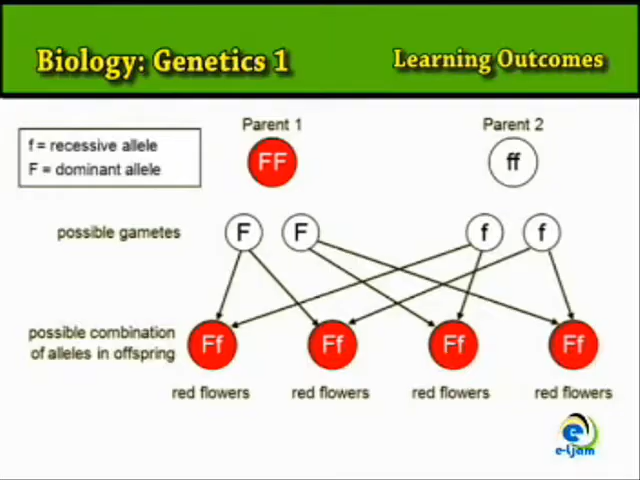 Biology: Genetics 1
Learning Outcomes
f = recessive allele
F = dominant allele
Parent 1
Parent 2
FF
ff
possible gametes
F
F
f
f
possible combination
of alleles in offspring
Ff
Ff
Ff
Ff
red flowers
red flowers
red flowers
red flowers
e
e-Ljam